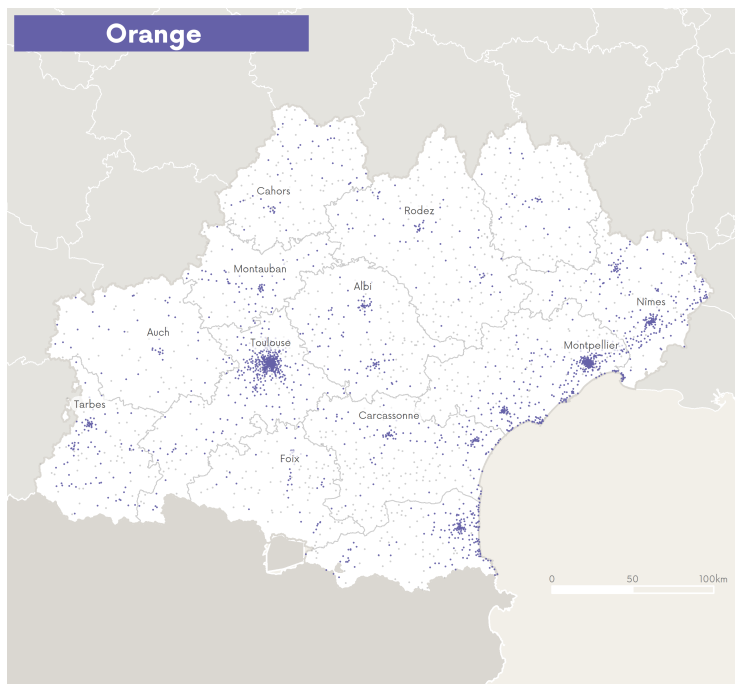 Orange
Cahors
Rodez
Montauban
Albi
Nîmes
Auch
Toulouse
Montpellier
Tarbes
Carcassonne
Foix
0 50 100km